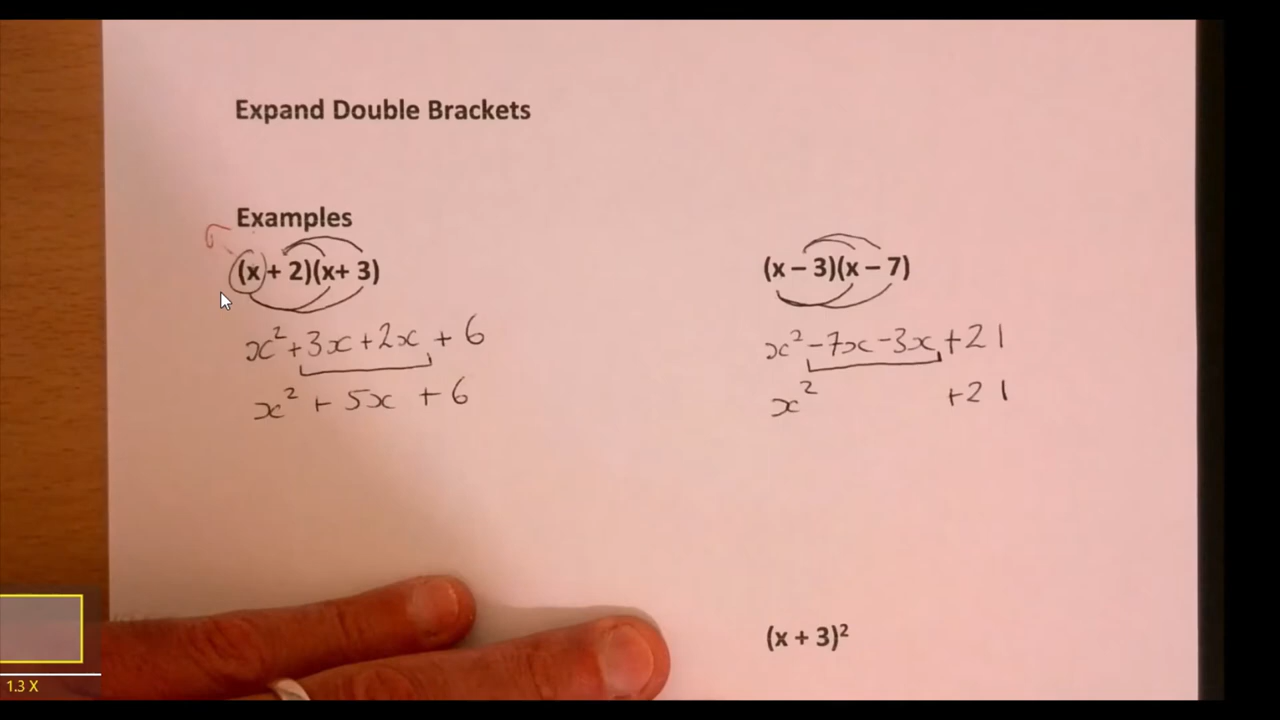 Expand Double Brackets
Examples
(x + 2)(x+ 3)
x² + 3x + 2x + 6
x² + 5x + 6
(x – 3)(x – 7)
x² - 7x - 3x + 21
x² + 21
(x + 3)²
1.3 X